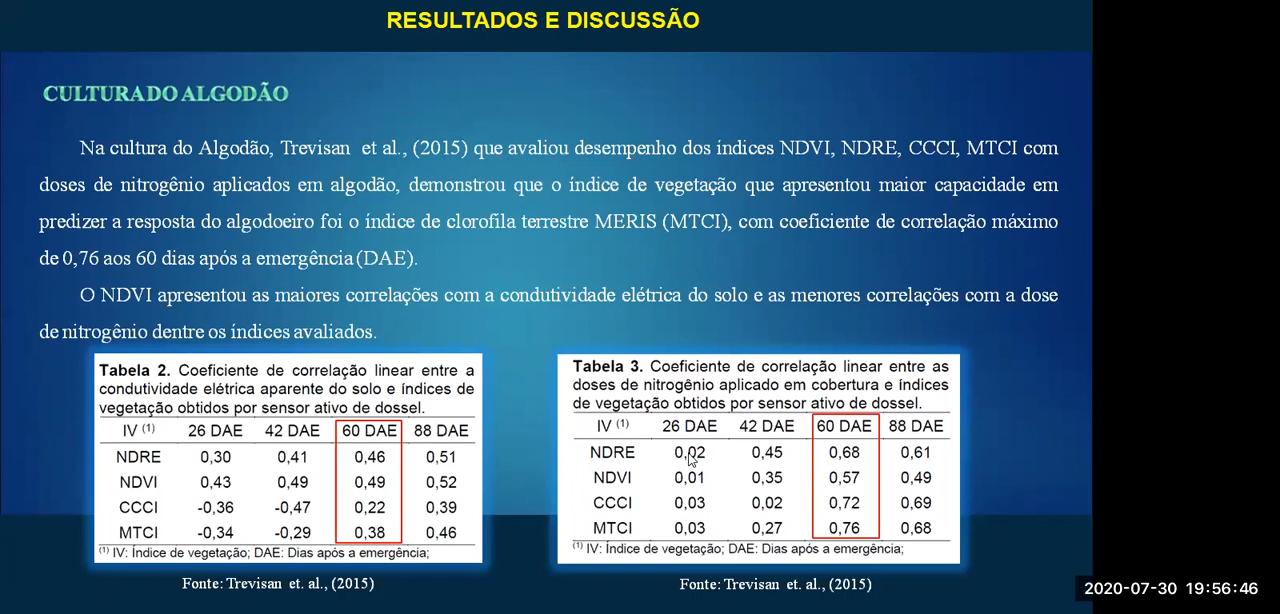 RESULTADOS E DISCUSSÃO
CULTURA DO ALGODÃO
Na cultura do Algodão, Trevisan et al., (2015) que avaliou desempenho dos índices NDVI, NDRE, CCCI, MTCI com
doses de nitrogênio aplicados em algodão, demonstrou que o índice de vegetação que apresentou maior capacidade em
predizer a resposta do algodoeiro foi o índice de clorofila terrestre MERIS (MTCI), com coeficiente de correlação máximo
de 0,76 aos 60 dias após a emergência (DAE).
O NDVI apresentou as maiores correlações com a condutividade elétrica do solo e as menores correlações com a dose
de nitrogênio dentre os índices avaliados.
Tabela 2. Coeficiente de correlação linear entre a
condutividade elétrica aparente do solo e índices de
vegetação obtidos por sensor ativo de dossel.
IV (1) 26 DAE 42 DAE 60 DAE 88 DAE
NDRE 0,30 0,41 0,46 0,51
NDVI 0,43 0,49 0,49 0,52
CCCI -0,36 -0,47 0,22 0,39
MTCI -0,34 -0,29 0,38 0,46
(1) IV: Índice de vegetação; DAE: Dias após a emergência;
Fonte: Trevisan et. al., (2015)
Tabela 3. Coeficiente de correlação linear entre as
doses de nitrogênio aplicado em cobertura e índices
de vegetação obtidos por sensor ativo de dossel.
IV (1) 26 DAE 42 DAE 60 DAE 88 DAE
NDRE 0,02 0,45 0,68 0,61
NDVI 0,01 0,35 0,57 0,49
CCCI 0,03 0,02 0,72 0,69
MTCI 0,03 0,27 0,76 0,68
(1) IV: Índice de vegetação; DAE: Dias após a emergência;
Fonte: Trevisan et. al., (2015)
2020-07-30 19:56:46